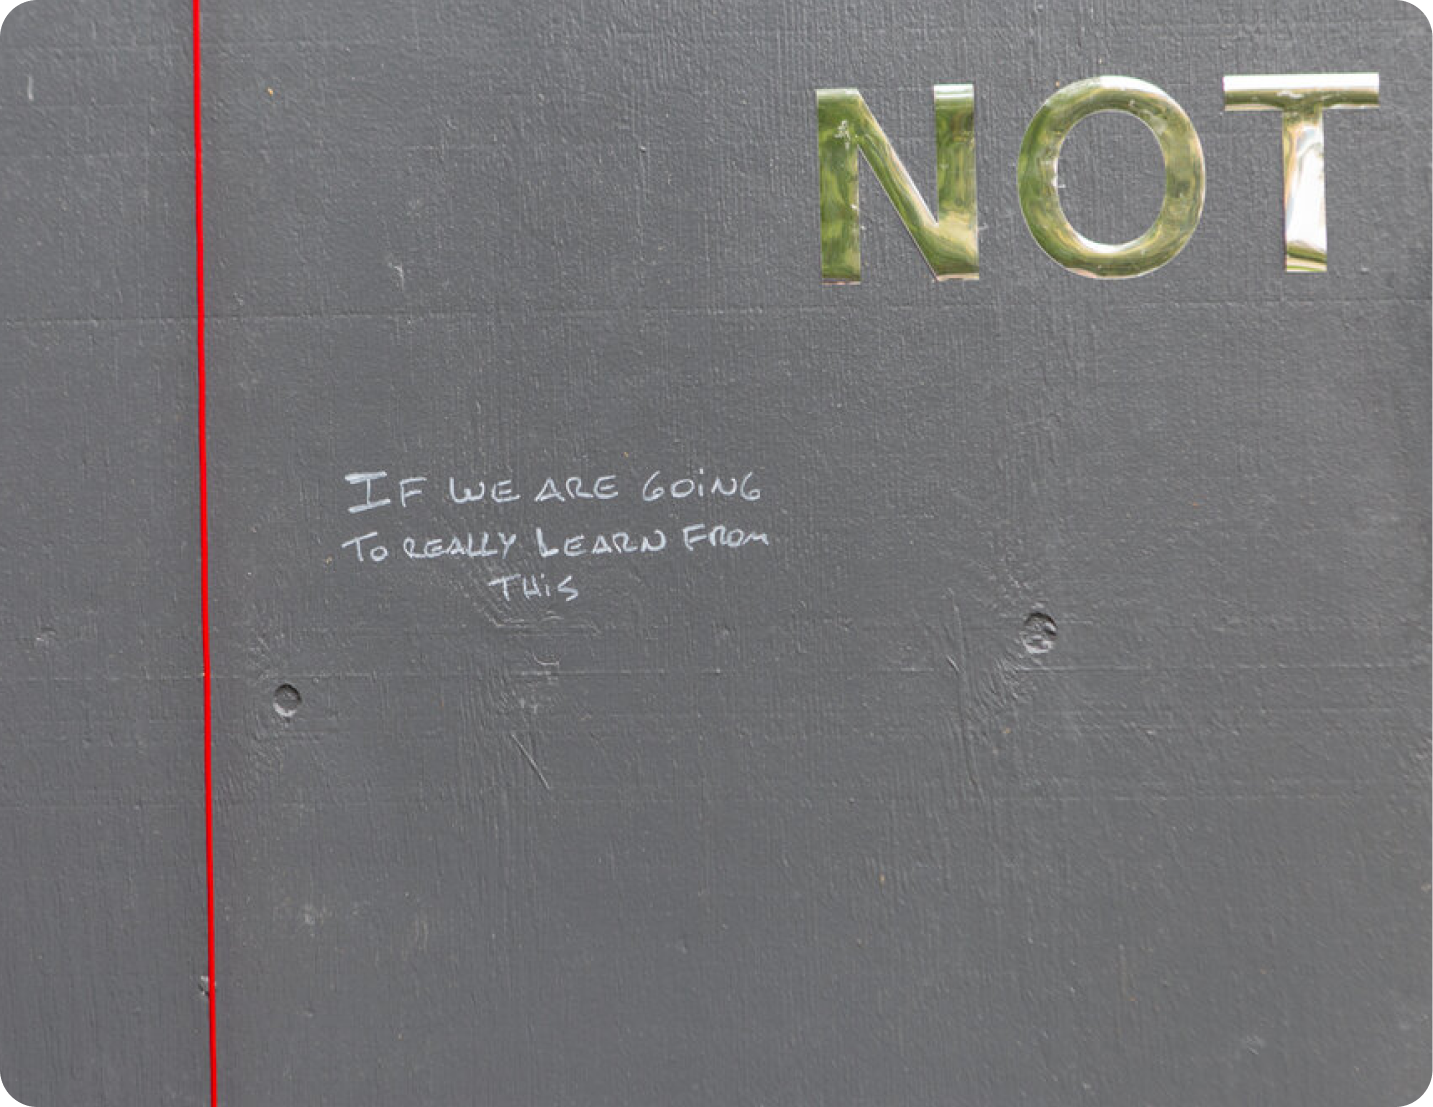 NOT
IF WE ARE GOING
TO REALLY LEARN FROM
THIS